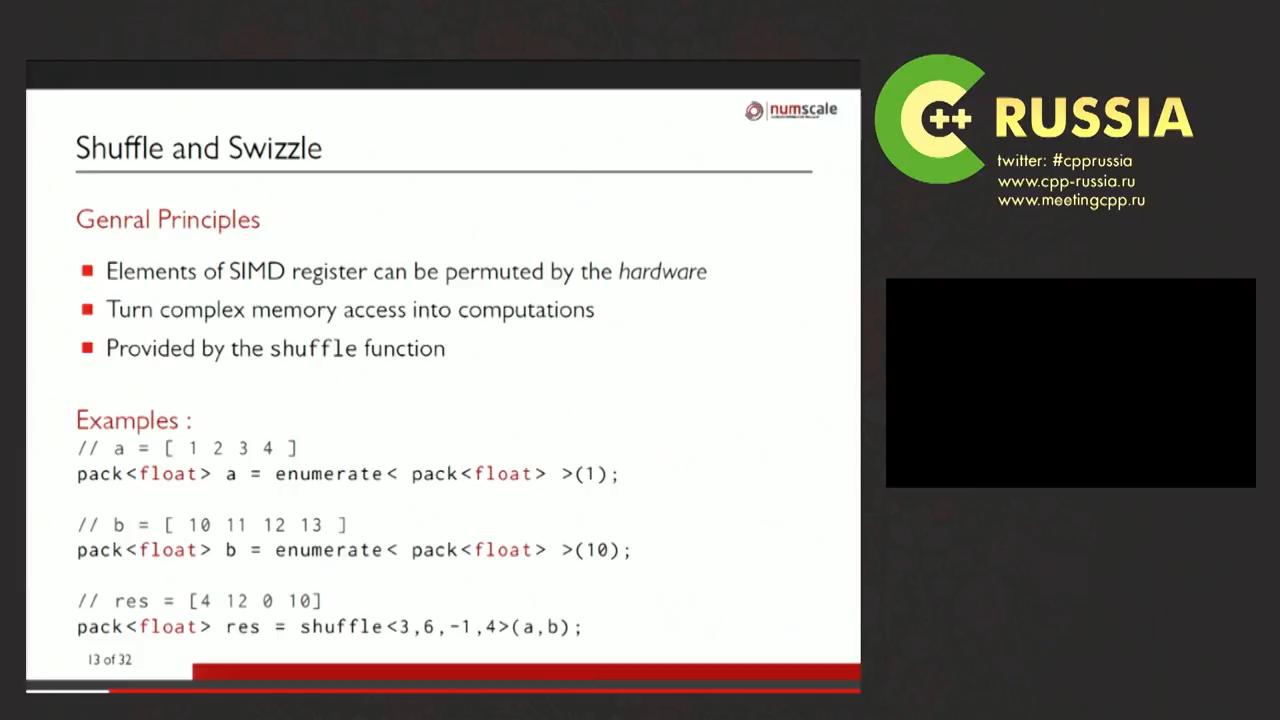 numscale
Shuffle and Swizzle
Genral Principles
Elements of SIMD register can be permuted by the hardware
Turn complex memory access into computations
Provided by the shuffle function
Examples :
// a = [ 1 2 3 4 ]
pack<float> a = enumerate< pack<float> >(1);
// b = [ 10 11 12 13 ]
pack<float> b = enumerate< pack<float> >(10);
// res = [4 12 0 10]
pack<float> res = shuffle<3,6,-1,4>(a,b);
13 of 32
C++ RUSSIA
twitter: #cpprussia
www.cpp-russia.ru
www.meetingcpp.ru